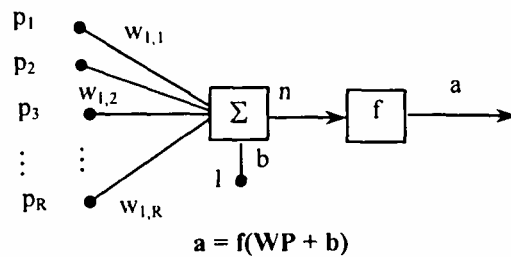 p1 w1,1
p2
p3 w1,2 Σ n f a
⋮ ⋮ b
1
pR w1,R
a = f(WP + b)